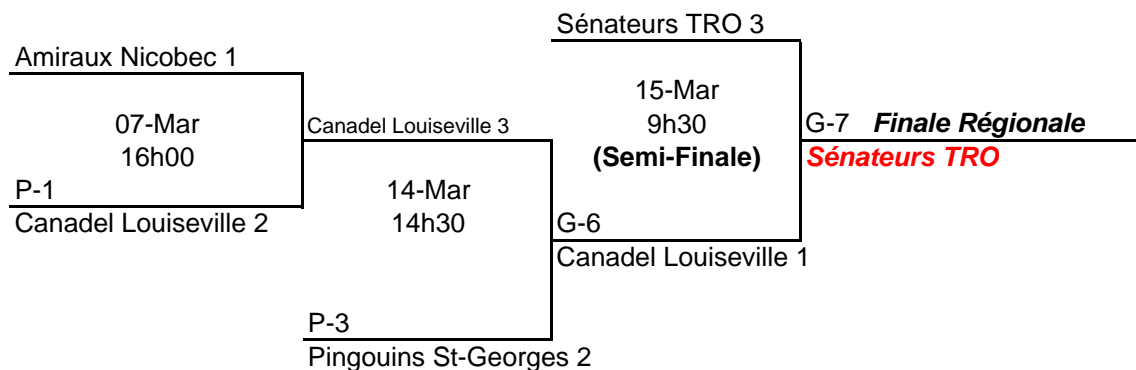 Sénateurs TRO 3
Amiraux Nicobec 1
15-Mar
07-Mar
Canadel Louiseville 3
9h30
G-7 Finale Régionale
16h00
(Semi-Finale)
Sénateurs TRO
P-1
14-Mar
Canadel Louiseville 2
14h30
G-6
Canadel Louiseville 1
P-3
Pingouins St-Georges 2